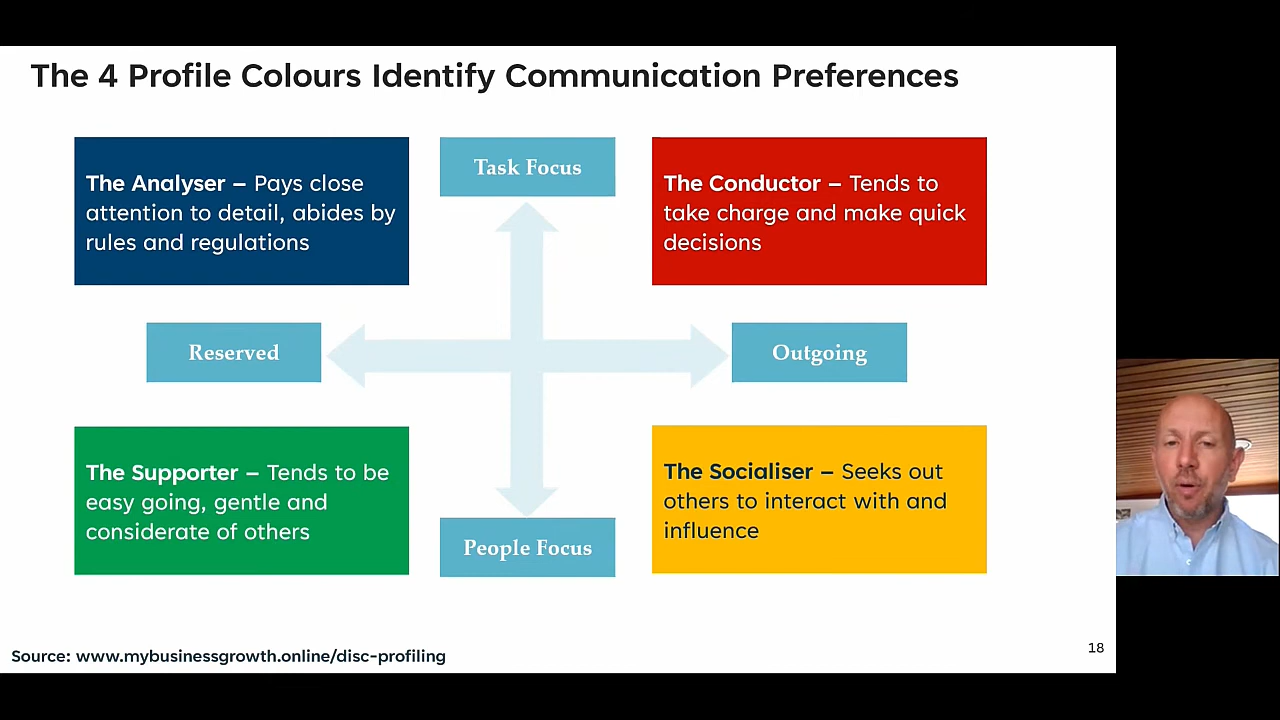 The 4 Profile Colours Identify Communication Preferences
The Analyser – Pays close
attention to detail, abides by
rules and regulations
Task Focus
The Conductor – Tends to
take charge and make quick
decisions
Reserved
Outgoing
The Supporter – Tends to be
easy going, gentle and
considerate of others
People Focus
The Socialiser – Seeks out
others to interact with and
influence
Source: www.mybusinessgrowth.online/disc-profiling
18